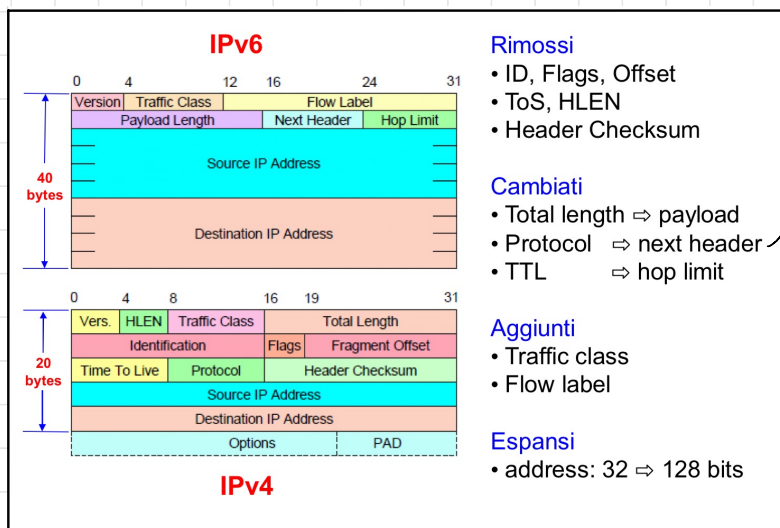 IPv6
0 4 12 16 24 31
Version Traffic Class Flow Label
Payload Length Next Header Hop Limit
Source IP Address
40
bytes
Destination IP Address
0 4 8 16 19 31
Vers. HLEN Traffic Class Total Length
Identification Flags Fragment Offset
20
bytes
Time To Live Protocol Header Checksum
Source IP Address
Destination IP Address
Options PAD
IPv4
Rimossi
• ID, Flags, Offset
• ToS, HLEN
• Header Checksum
Cambiati
• Total length ⇨ payload
• Protocol ⇨ next header
• TTL ⇨ hop limit
Aggiunti
• Traffic class
• Flow label
Espansi
• address: 32 ⇨ 128 bits